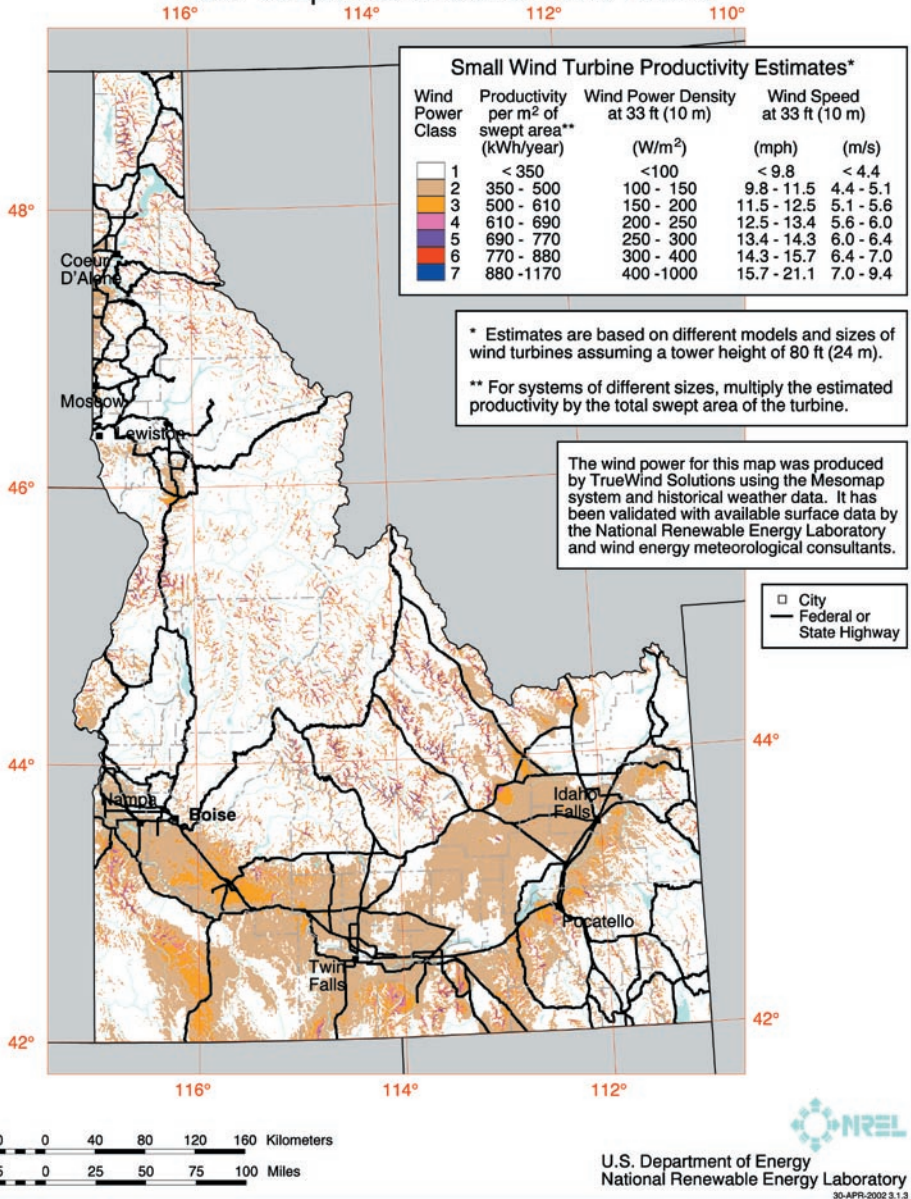 116°
114°
112°
110°
Small Wind Turbine Productivity Estimates*
Wind Power Class
Productivity per m2 of swept area** (kWh/year)
Wind Power Density at 33 ft (10 m) (W/m2)
Wind Speed at 33 ft (10 m)
(mph) (m/s)
1 < 350 <100 < 9.8 < 4.4
2 350 - 500 100 - 150 9.8 - 11.5 4.4 - 5.1
3 500 - 610 150 - 200 11.5 - 12.5 5.1 - 5.6
4 610 - 690 200 - 250 12.5 - 13.4 5.6 - 6.0
5 690 - 770 250 - 300 13.4 - 14.3 6.0 - 6.4
6 770 - 880 300 - 400 14.3 - 15.7 6.4 - 7.0
7 880 -1170 400 -1000 15.7 - 21.1 7.0 - 9.4
* Estimates are based on different models and sizes of
wind turbines assuming a tower height of 80 ft (24 m).
** For systems of different sizes, multiply the estimated
productivity by the total swept area of the turbine.
The wind power for this map was produced
by TrueWind Solutions using the Mesomap
system and historical weather data. It has
been validated with available surface data by
the National Renewable Energy Laboratory
and wind energy meteorological consultants.
City
Federal or
State Highway
48°
Coeur
D'Alene
Moscow
Lewiston
46°
44°
44°
Nampa
Boise
Idaho
Falls
Pocatello
Twin
Falls
42°
42°
116°
114°
112°
0 40 80 120 160 Kilometers
0 25 50 75 100 Miles
NREL
U.S. Department of Energy
National Renewable Energy Laboratory
30-APR-2002 3.1.3